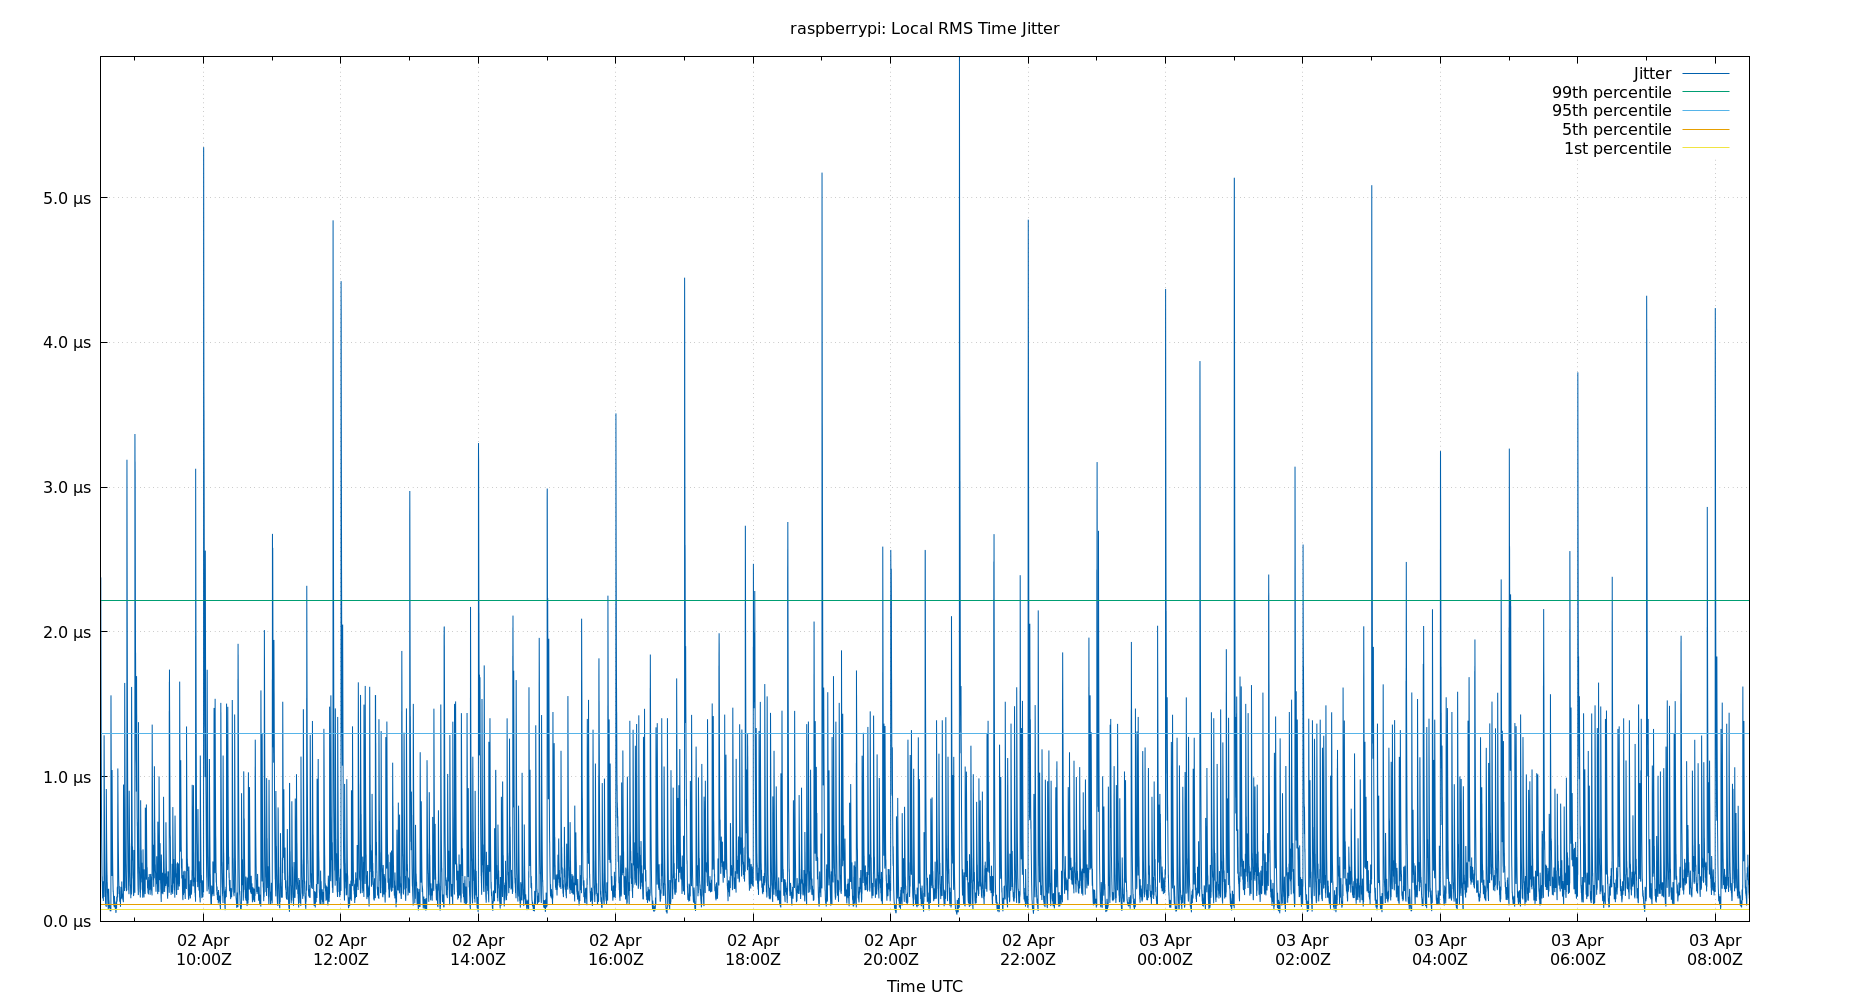 raspberrypi: Local RMS Time Jitter
Jitter
99th percentile
95th percentile
5th percentile
1st percentile
5.0 µs
4.0 µs
3.0 µs
2.0 µs
1.0 µs
0.0 µs
02 Apr 02 Apr 02 Apr 02 Apr 02 Apr 02 Apr 02 Apr 03 Apr 03 Apr 03 Apr 03 Apr 03 Apr
10:00Z 12:00Z 14:00Z 16:00Z 18:00Z 20:00Z 22:00Z 00:00Z 02:00Z 04:00Z 06:00Z 08:00Z
Time UTC